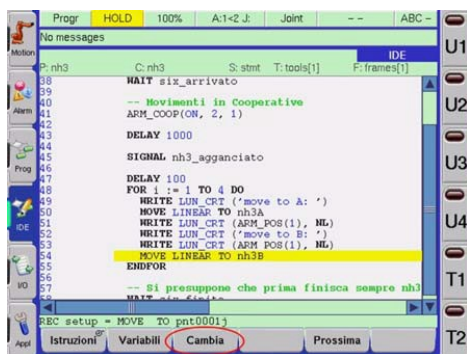 Progr HOLD 100% A:1<2 J: Joint -- ABC -
No messages
IDE
P: nh3 C: nh3 S: stmt T: tools[1] F: frames[1]
38 WAIT six_arrivato
39
40 -- Movimenti in Cooperative
41 ARM_COOP(ON, 2, 1)
42
43 DELAY 1000
44
45 SIGNAL nh3_agganciato
46
47 DELAY 100
48 FOR i := 1 TO 4 DO
49 WRITE LUN_CRT ('move to A: ')
50 MOVE LINEAR TO nh3A
51 WRITE LUN_CRT (ARM_POS(1), NL)
52 WRITE LUN_CRT ('move to B: ')
53 WRITE LUN_CRT (ARM_POS(1), NL)
54 MOVE LINEAR TO nh3B
55 ENDFOR
56
57 -- Si presuppone che prima finisca sempre nh3
58 WAIT six_finito
REC setup = MOVE TO pnt0001j
Istruzioni Variabili Cambia Prossima
Motion
Alarm
Prog
IDE
I/O
Appl
U1
U2
U3
U4
T1
T2